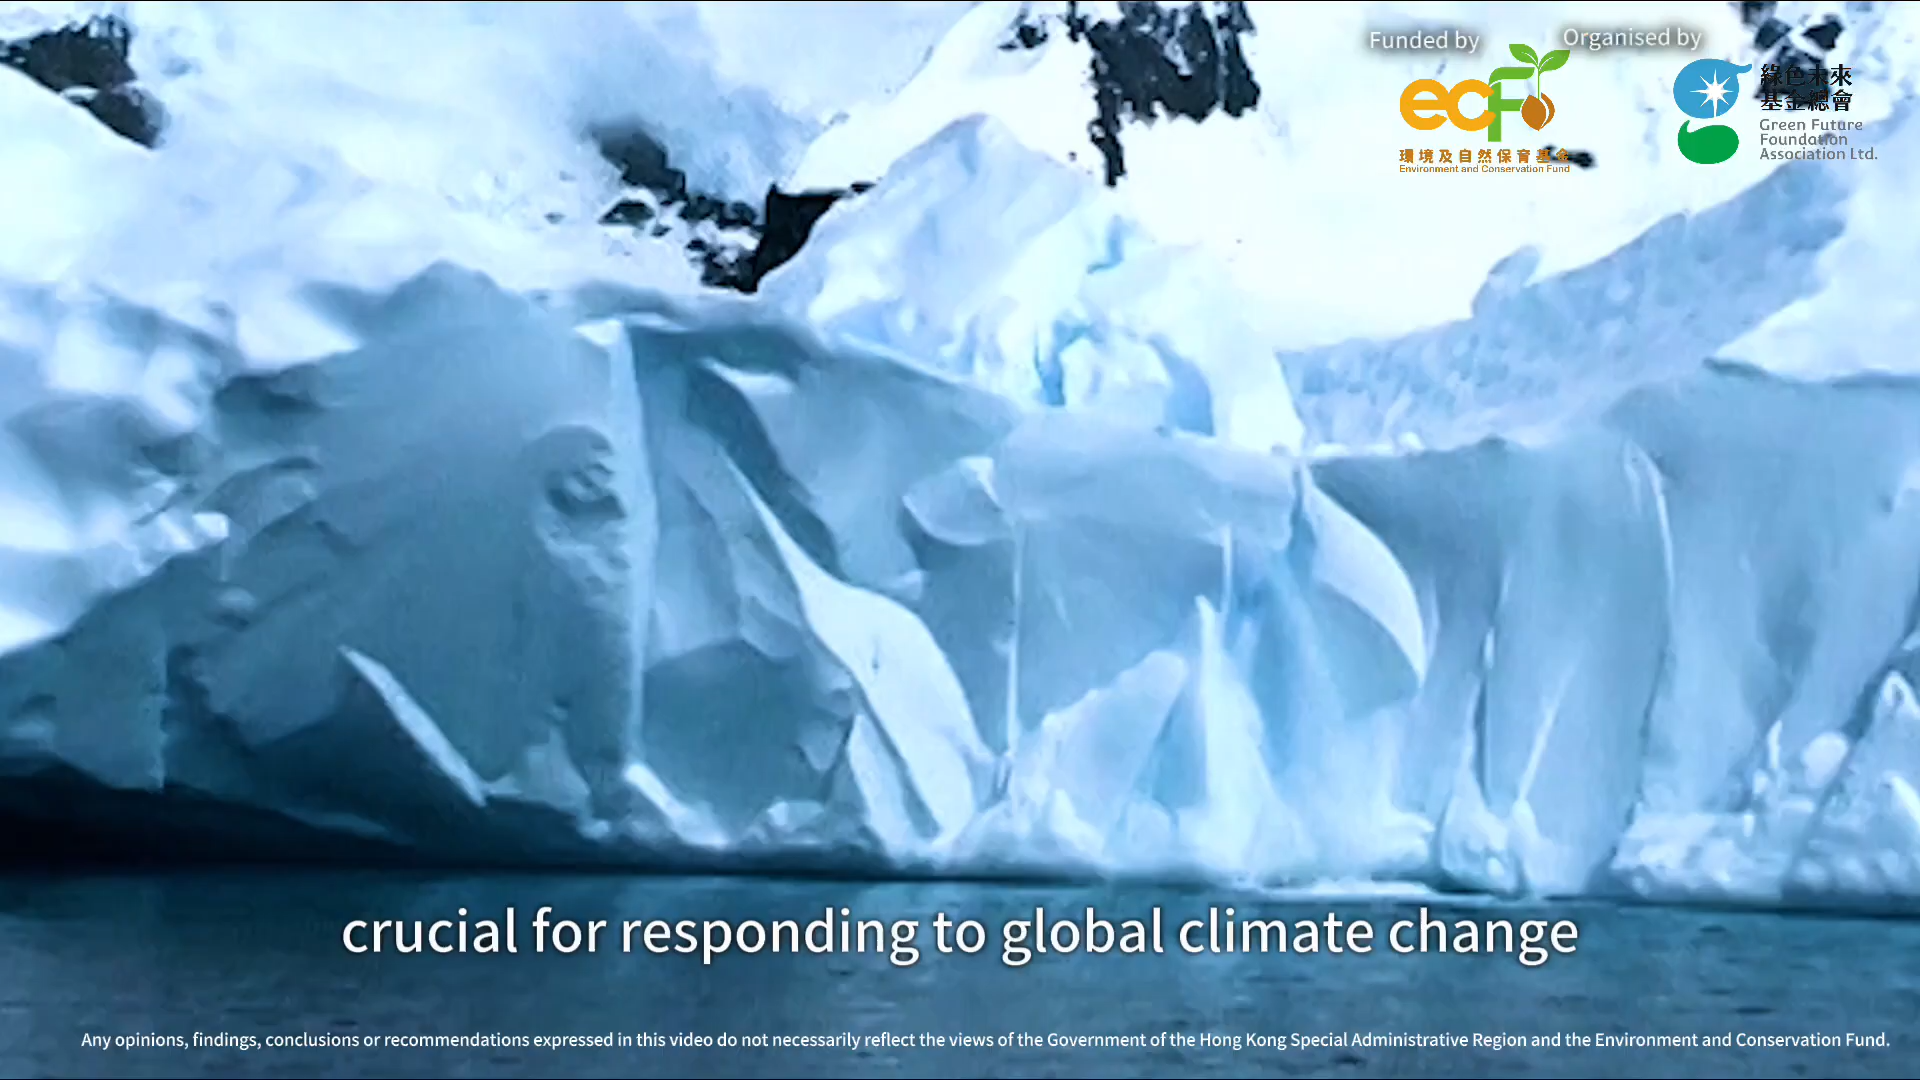 Funded by
Organised by
ecf
環境及自然保育基金
Environment and Conservation Fund
綠色未來
基金總會
Green Future
Foundation
Association Ltd.
crucial for responding to global climate change
Any opinions, findings, conclusions or recommendations expressed in this video do not necessarily reflect the views of the Government of the Hong Kong Special Administrative Region and the Environment and Conservation Fund.